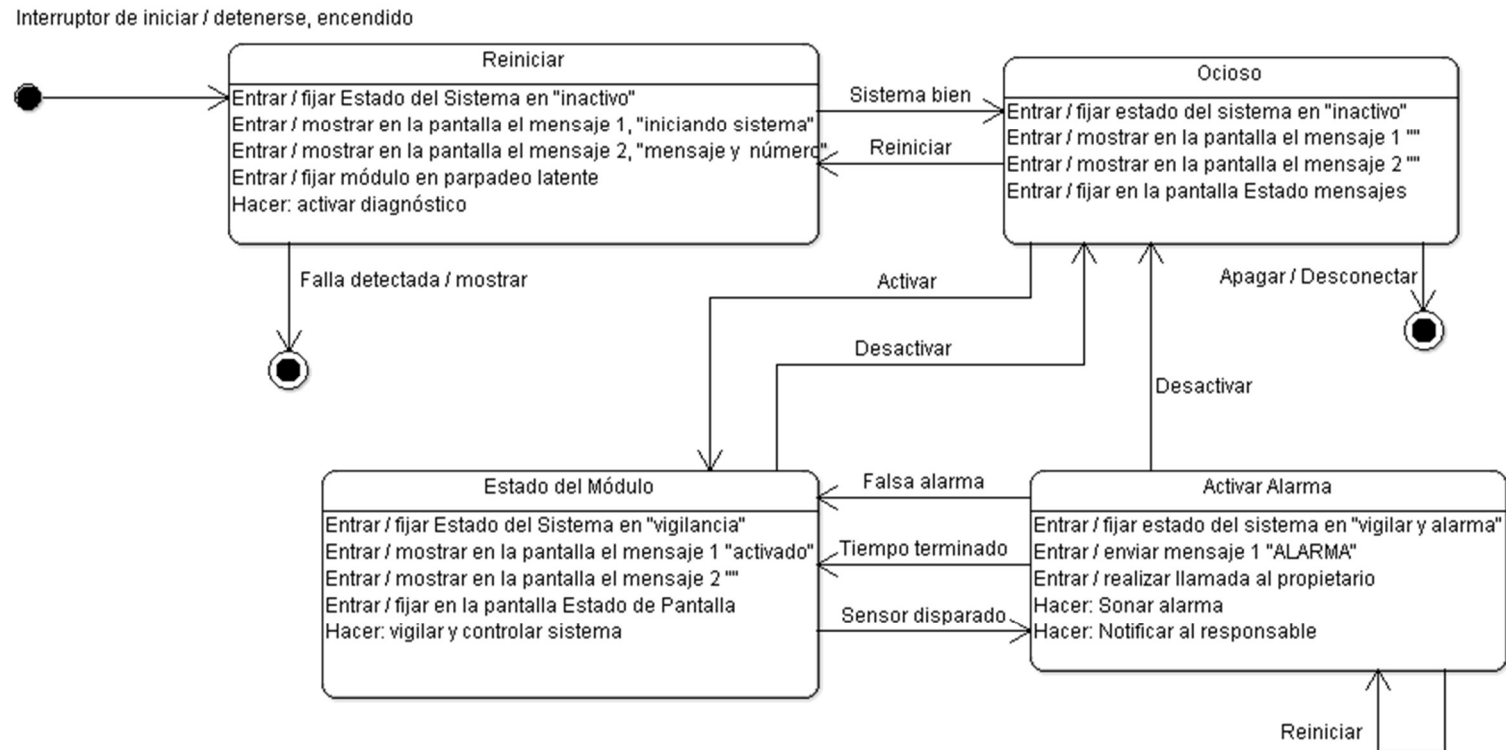 Interruptor de iniciar / detenerse, encendido
Reiniciar
Entrar / fijar Estado del Sistema en "inactivo"
Entrar / mostrar en la pantalla el mensaje 1, "iniciando sistema"
Entrar / mostrar en la pantalla el mensaje 2, "mensaje y número"
Entrar / fijar módulo en parpadeo latente
Hacer: activar diagnóstico
Sistema bien
Reiniciar
Ocioso
Entrar / fijar estado del sistema en "inactivo"
Entrar / mostrar en la pantalla el mensaje 1 ""
Entrar / mostrar en la pantalla el mensaje 2 ""
Entrar / fijar en la pantalla Estado mensajes
Falla detectada / mostrar
Activar
Apagar / Desconectar
Desactivar
Desactivar
Estado del Módulo
Entrar / fijar Estado del Sistema en "vigilancia"
Entrar / mostrar en la pantalla el mensaje 1 "activado"
Entrar / mostrar en la pantalla el mensaje 2 ""
Entrar / fijar en la pantalla Estado de Pantalla
Hacer: vigilar y controlar sistema
Falsa alarma
Tiempo terminado
Sensor disparado
Activar Alarma
Entrar / fijar estado del sistema en "vigilar y alarma"
Entrar / enviar mensaje 1 "ALARMA"
Entrar / realizar llamada al propietario
Hacer: Sonar alarma
Hacer: Notificar al responsable
Reiniciar